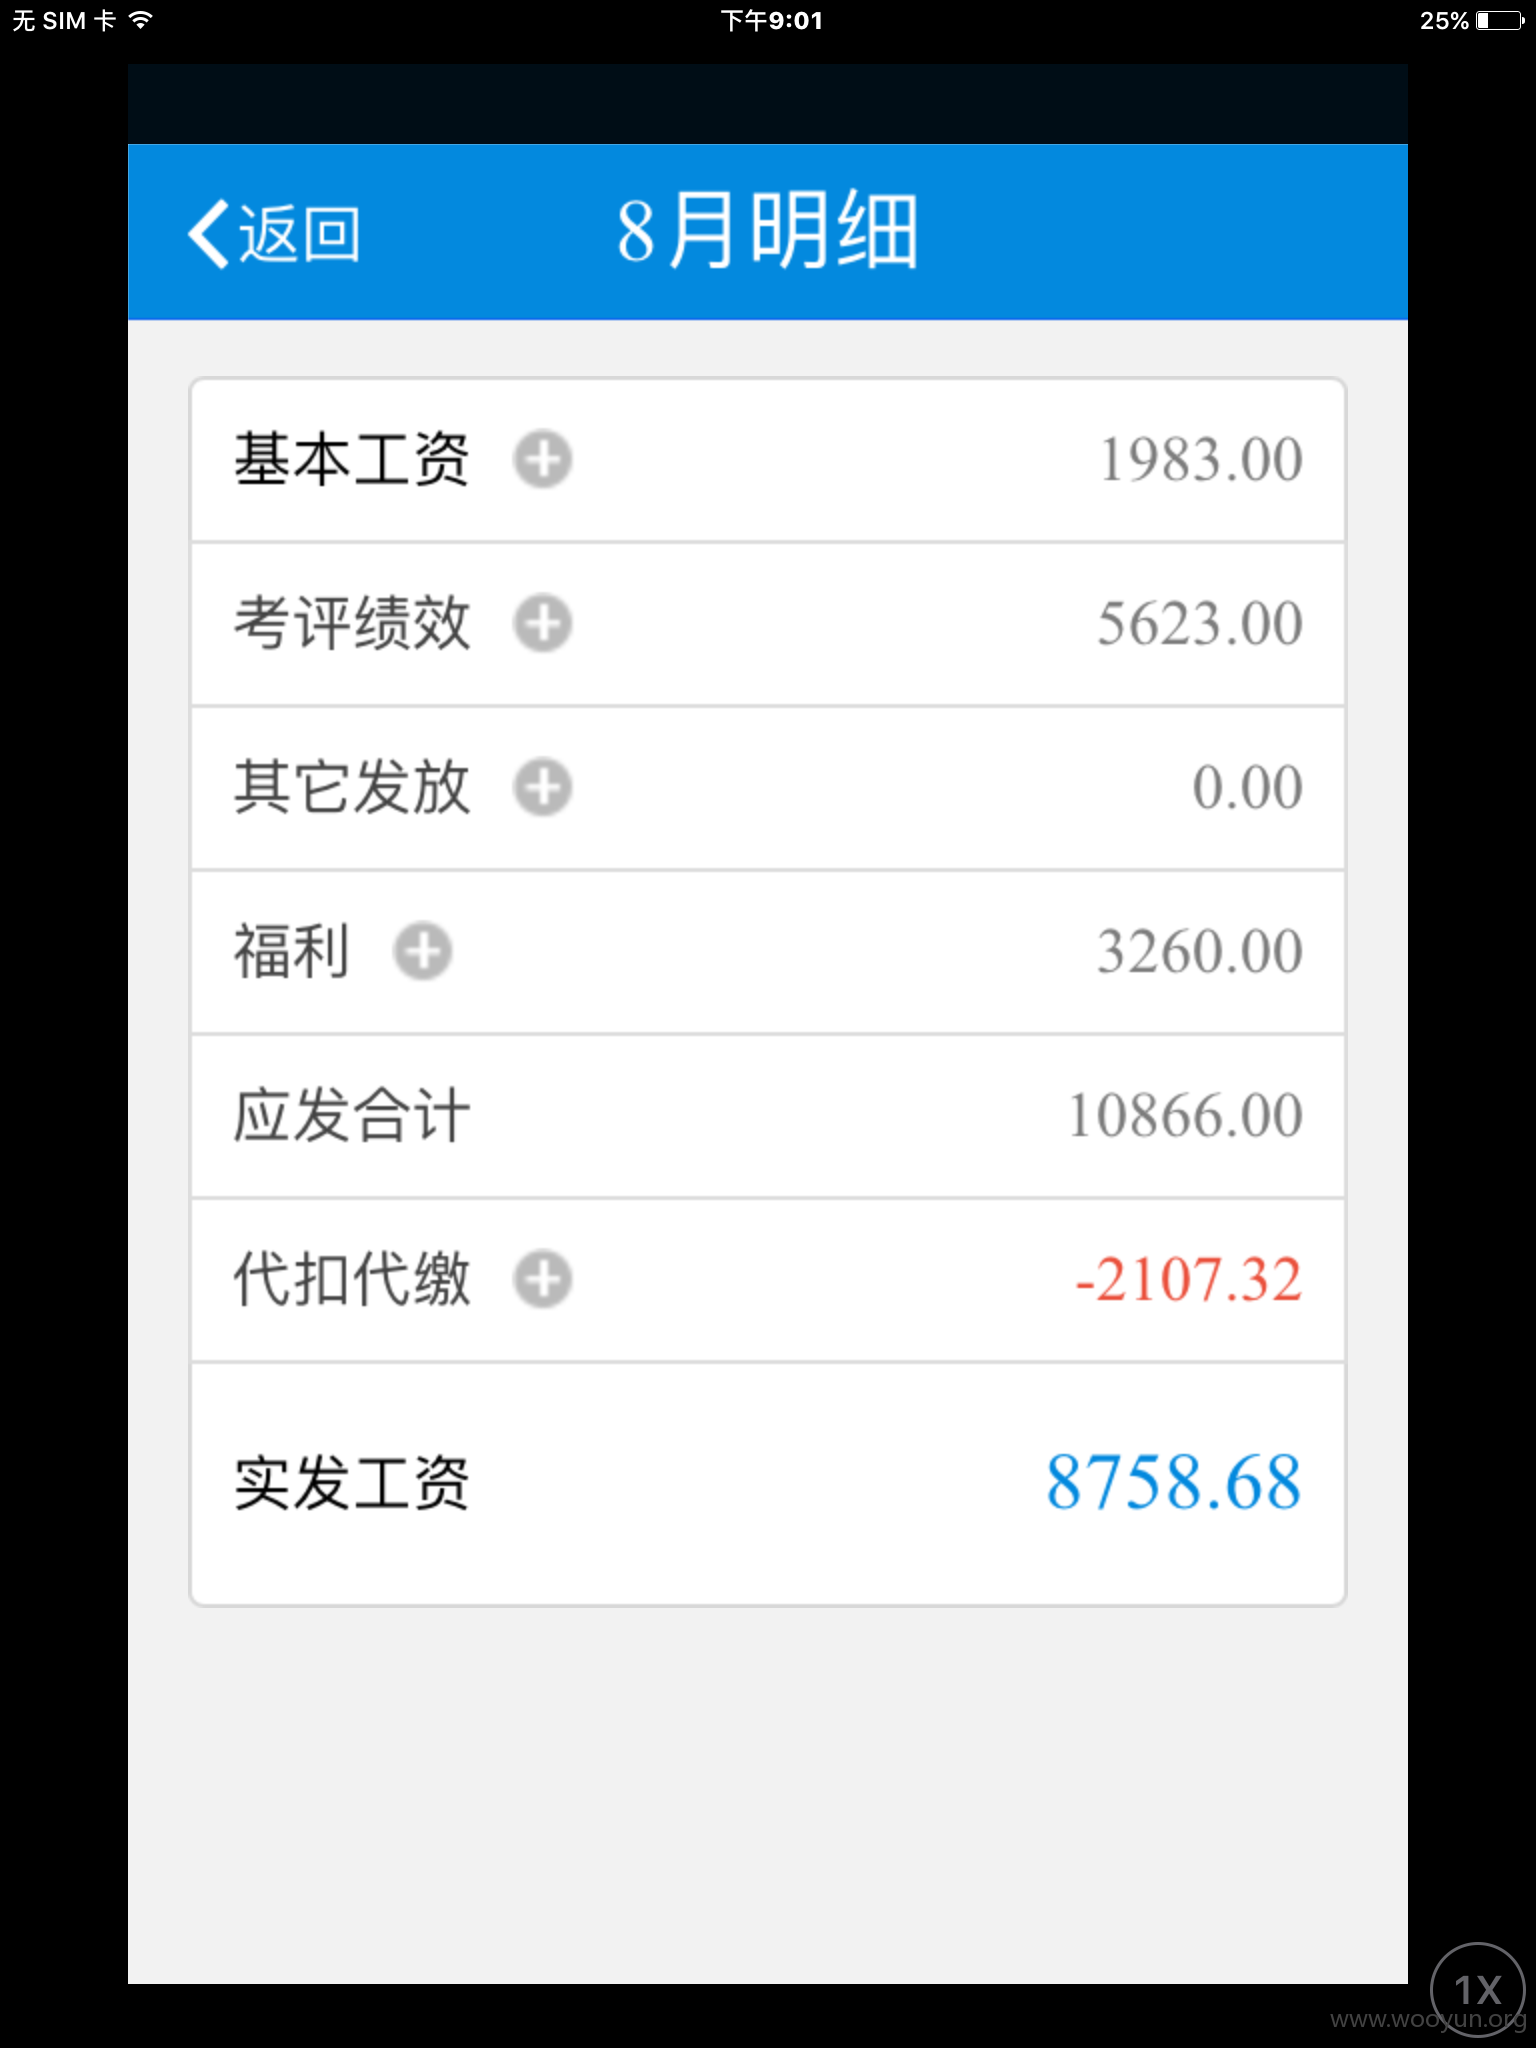 无 SIM 卡 下午9:01 25%
返回 8月明细
基本工资 1983.00
考评绩效 5623.00
其它发放 0.00
福利 3260.00
应发合计 10866.00
代扣代缴 -2107.32
实发工资 8758.68
1X
www.wooyun.org